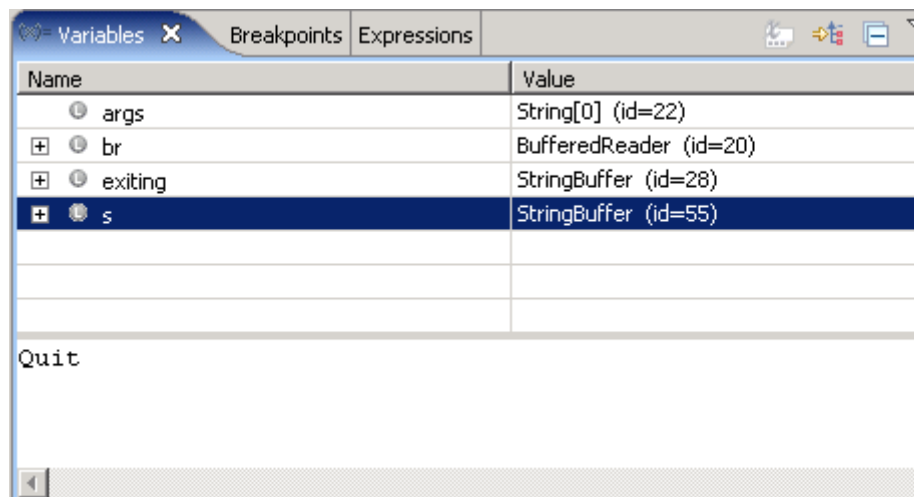 (x)= Variables Breakpoints Expressions
Name Value
args String[0] (id=22)
br BufferedReader (id=20)
exiting StringBuffer (id=28)
s StringBuffer (id=55)
Quit